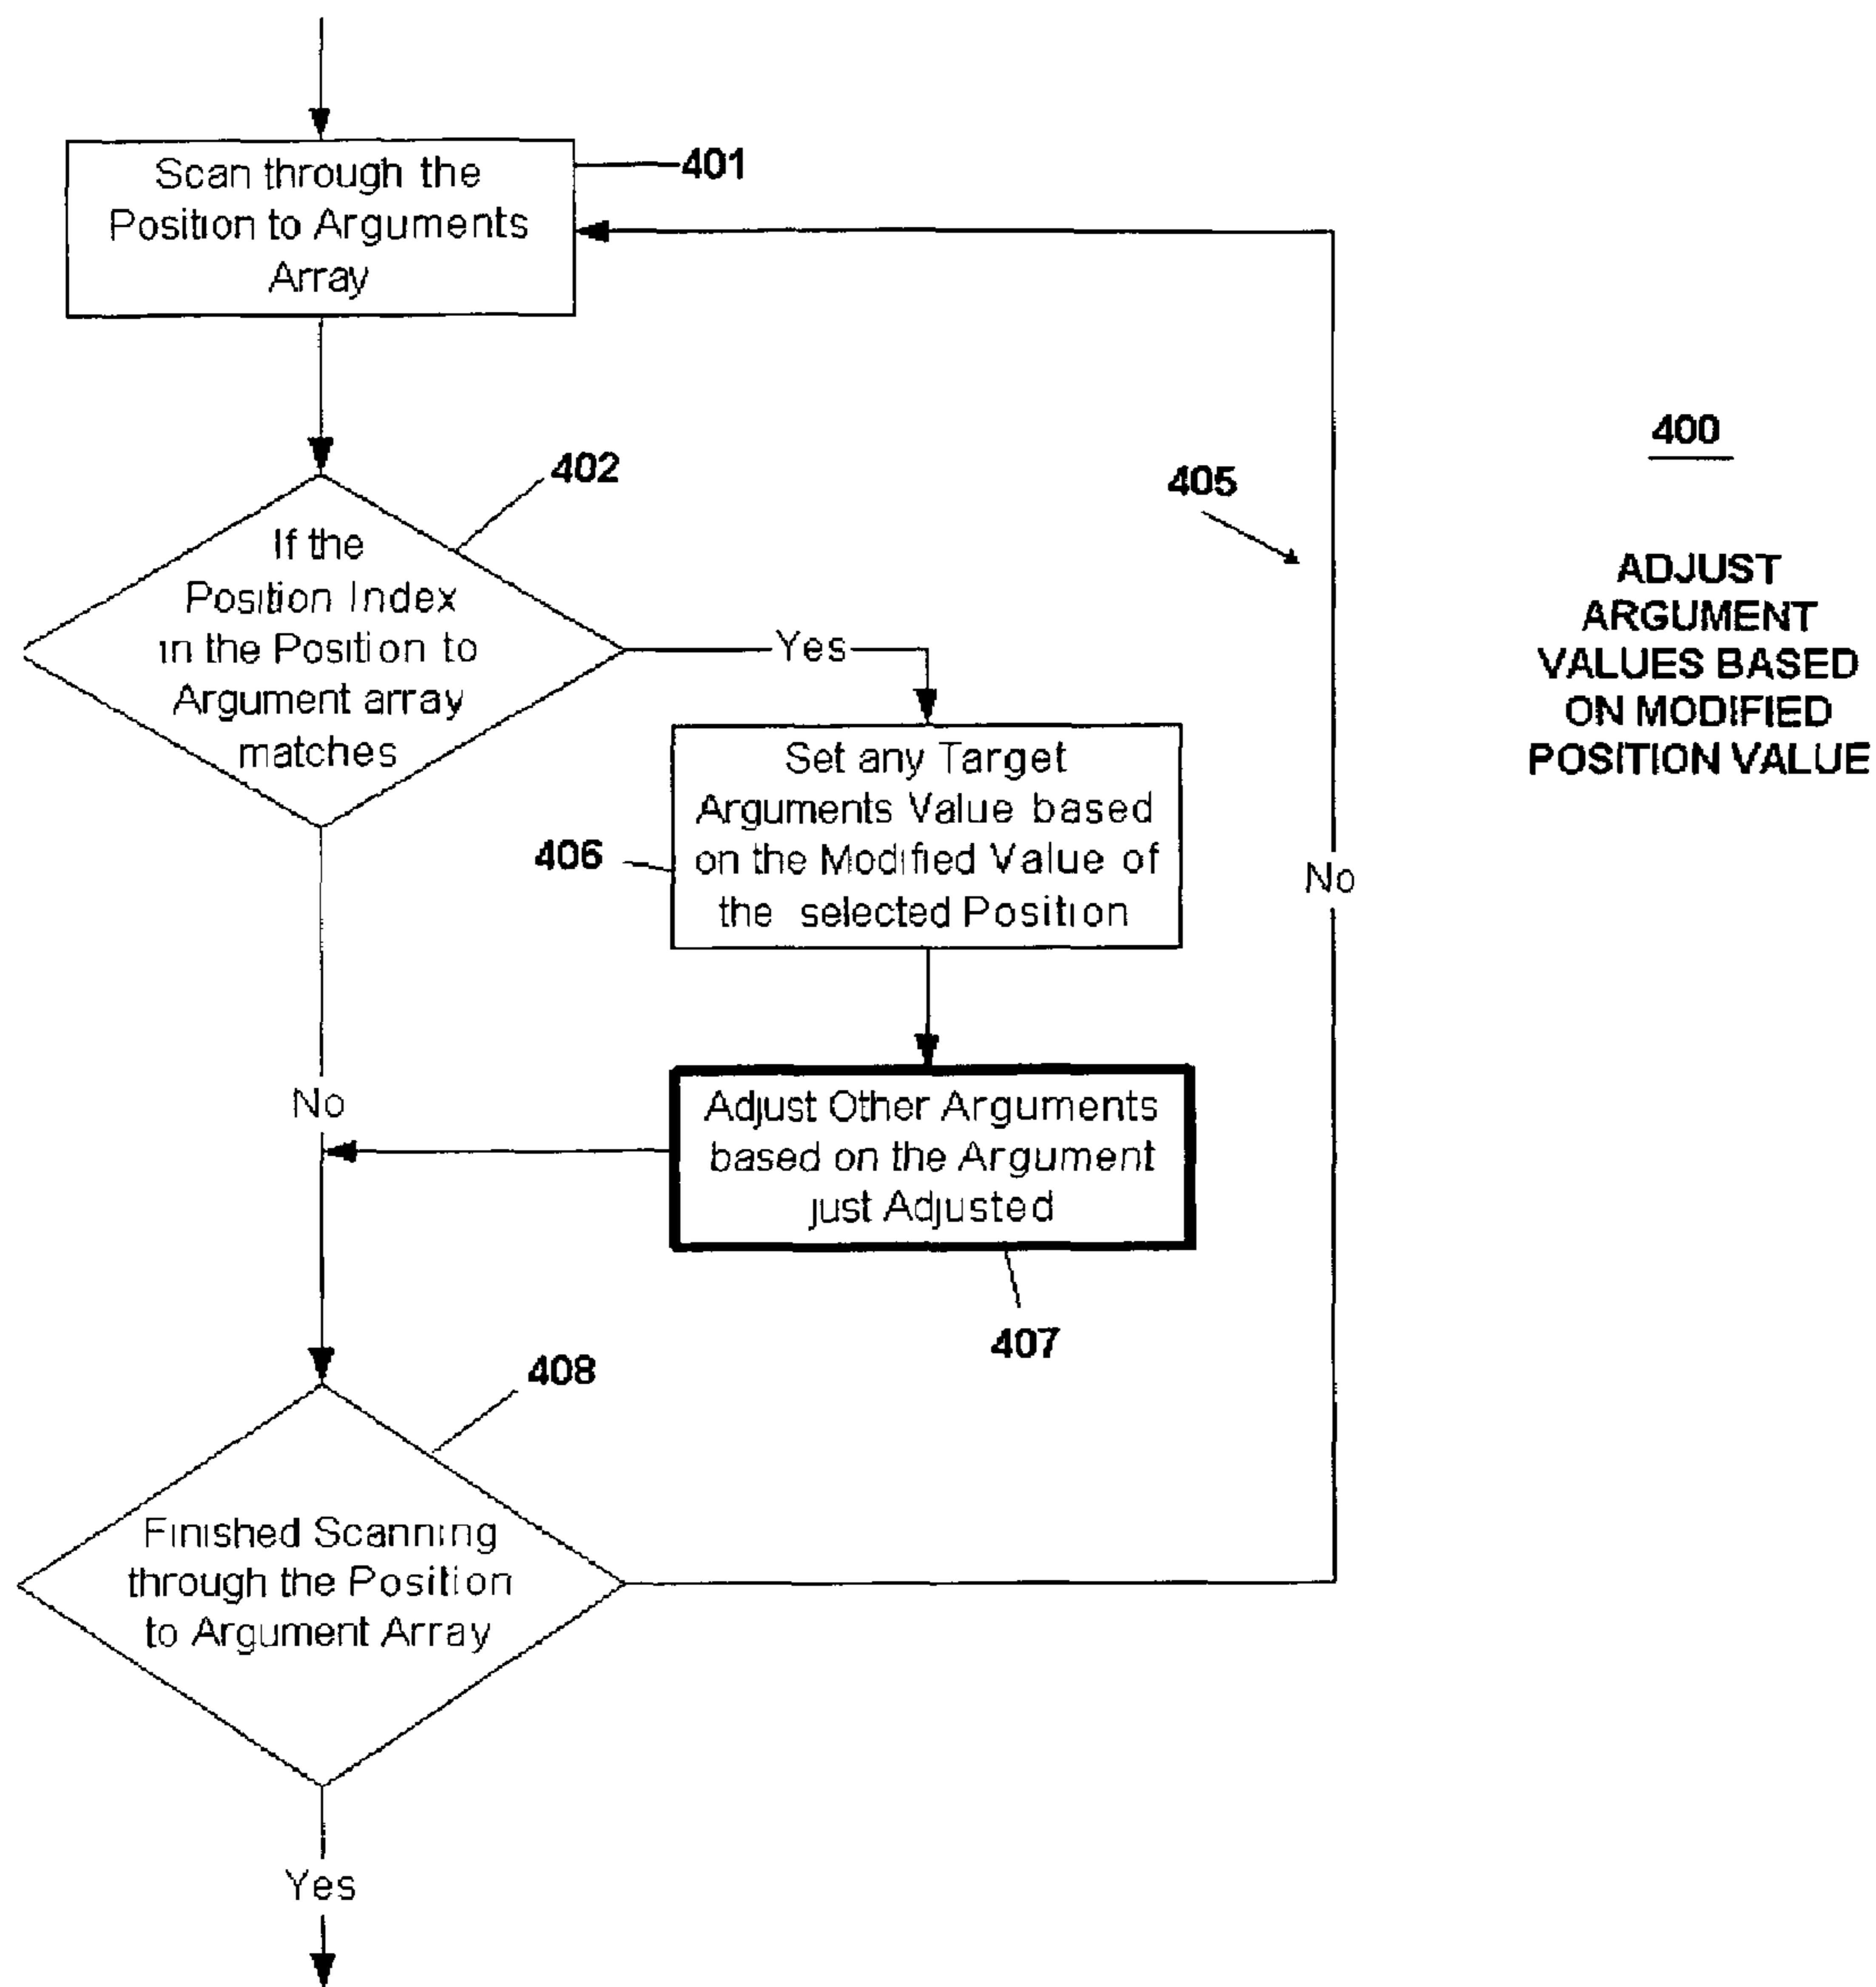 Scan through the
Position to Arguments
Array
401
If the
Position Index
in the Position to
Argument array
matches
402
Yes
Set any Target
Arguments Value based
on the Modified Value of
the selected Position
406
Adjust Other Arguments
based on the Argument
just Adjusted
407
No
Finished Scanning
through the Position
to Argument Array
408
Yes
No
405
400
ADJUST
ARGUMENT
VALUES BASED
ON MODIFIED
POSITION VALUE